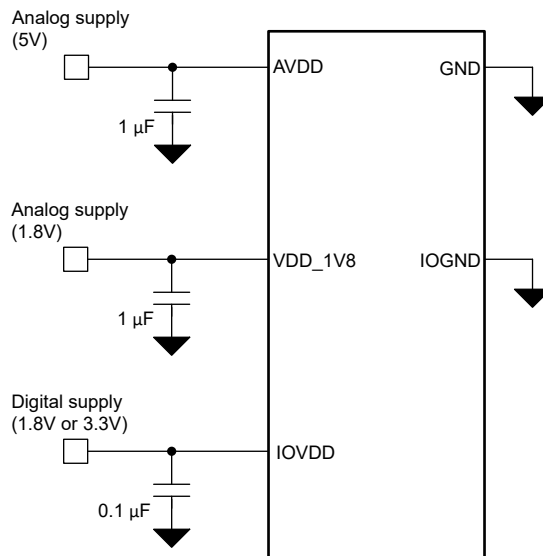 Analog supply
(5V)
AVDD
GND
1 µF
Analog supply
(1.8V)
VDD_1V8
IOGND
1 µF
Digital supply
(1.8V or 3.3V)
IOVDD
0.1 µF